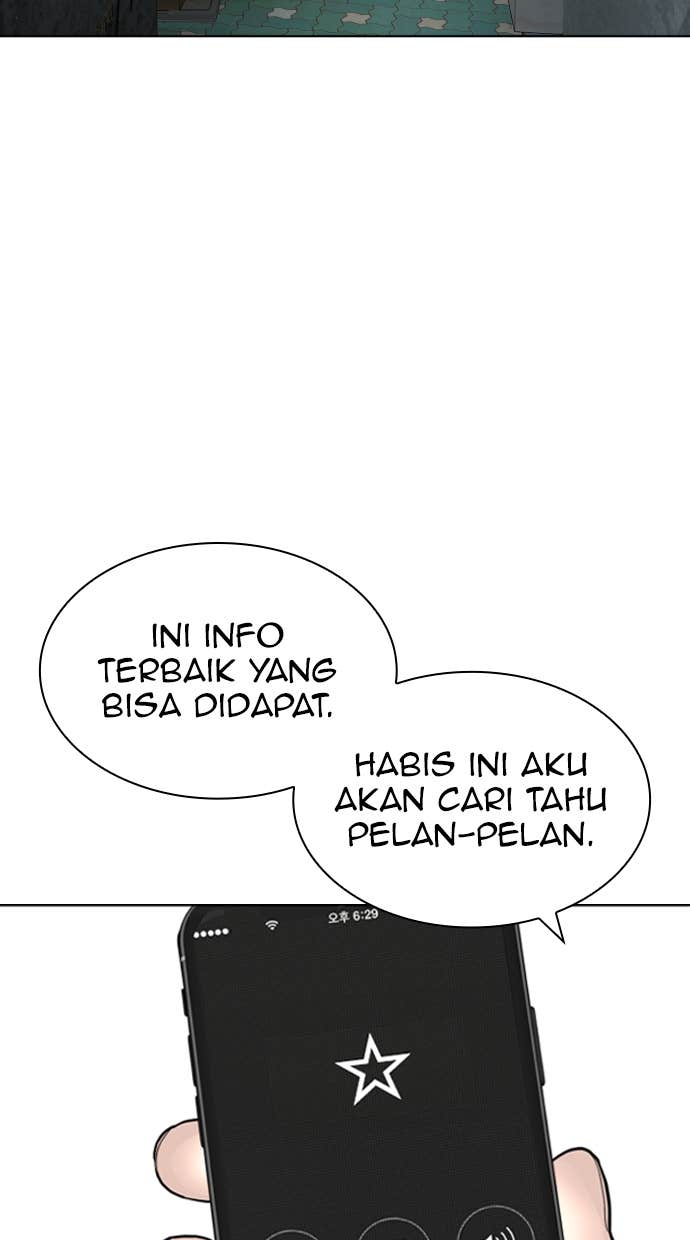 INI INFO
TERBAIK YANG
BISA DIDAPAT.
HABIS INI AKU
AKAN CARI TAHU
PELAN-PELAN.
오후 6:29